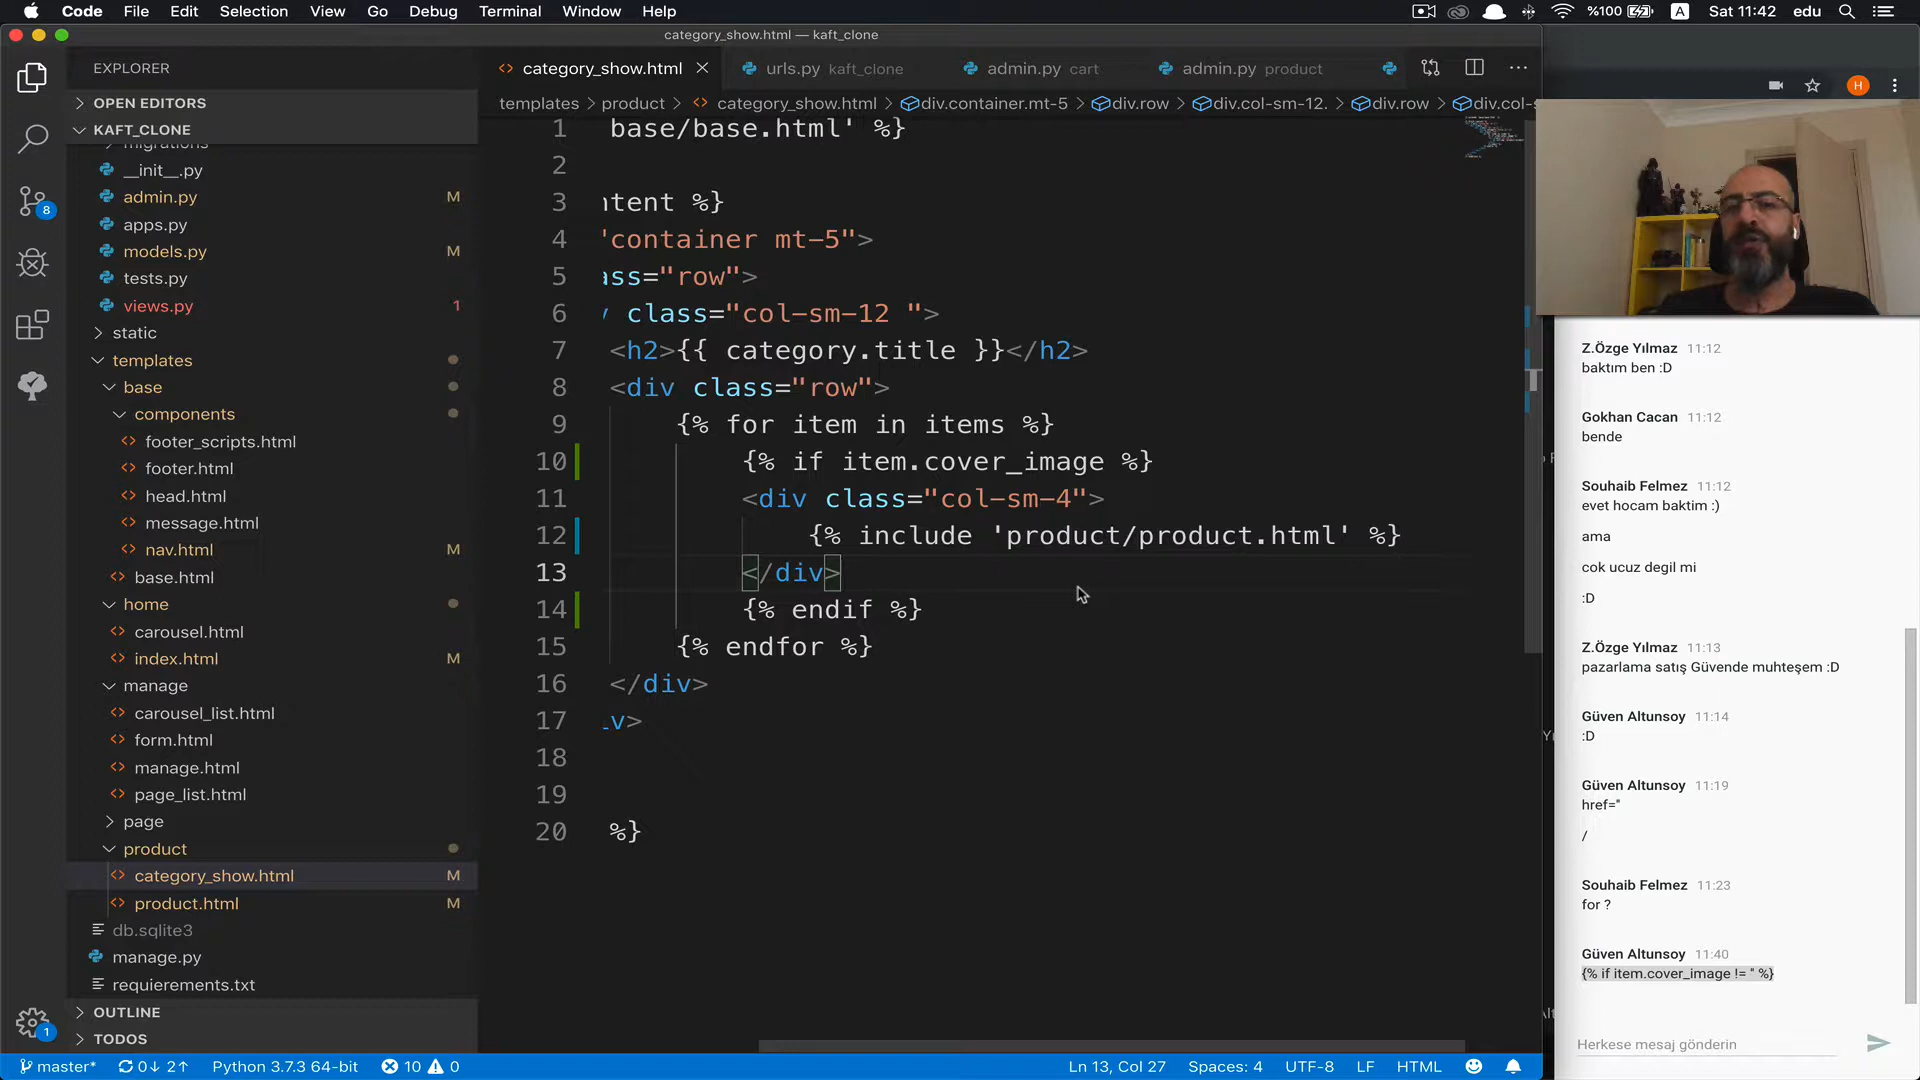 Code File Edit Selection View Go Debug Terminal Window Help %100 A Sat 11:42 edu
category_show.html — kaft_clone
EXPLORER
OPEN EDITORS
KAFT_CLONE
migrations
__init__.py
admin.py M
apps.py
models.py M
tests.py
views.py 1
static
templates
base
components
footer_scripts.html
footer.html
head.html
message.html
nav.html M
base.html
home
carousel.html
index.html M
manage
carousel_list.html
form.html
manage.html
page_list.html
page
product
category_show.html M
product.html M
db.sqlite3
manage.py
requierements.txt
OUTLINE
TODOS
8
1
category_show.html urls.py kaft_clone admin.py cart admin.py product
templates > product > category_show.html > div.container.mt-5 > div.row > div.col-sm-12. > div.row > div.col-s
1 base/base.html' %}
2
3 ntent %}
4 "container mt-5">
5 ass="row">
6 v class="col-sm-12 ">
7 <h2>{{ category.title }}</h2>
8 <div class="row">
9 {% for item in items %}
10 {% if item.cover_image %}
11 <div class="col-sm-4">
12 {% include 'product/product.html' %}
13 </div>
14 {% endif %}
15 {% endfor %}
16 </div>
17 iv>
18
19
20 %}
H
Z.Özge Yılmaz 11:12
baktım ben :D
Gokhan Cacan 11:12
bende
Souhaib Felmez 11:12
evet hocam baktim :)
ama
cok ucuz degil mi
:D
Z.Özge Yılmaz 11:13
pazarlama satış Güvende muhteşem :D
Güven Altunsoy 11:14
:D
Güven Altunsoy 11:19
href="
/
Souhaib Felmez 11:23
for ?
Güven Altunsoy 11:40
{% if item.cover_image != '' %}
Herkese mesaj gönderin
master* 0↓ 2↑ Python 3.7.3 64-bit 10 0 Ln 13, Col 27 Spaces: 4 UTF-8 LF HTML